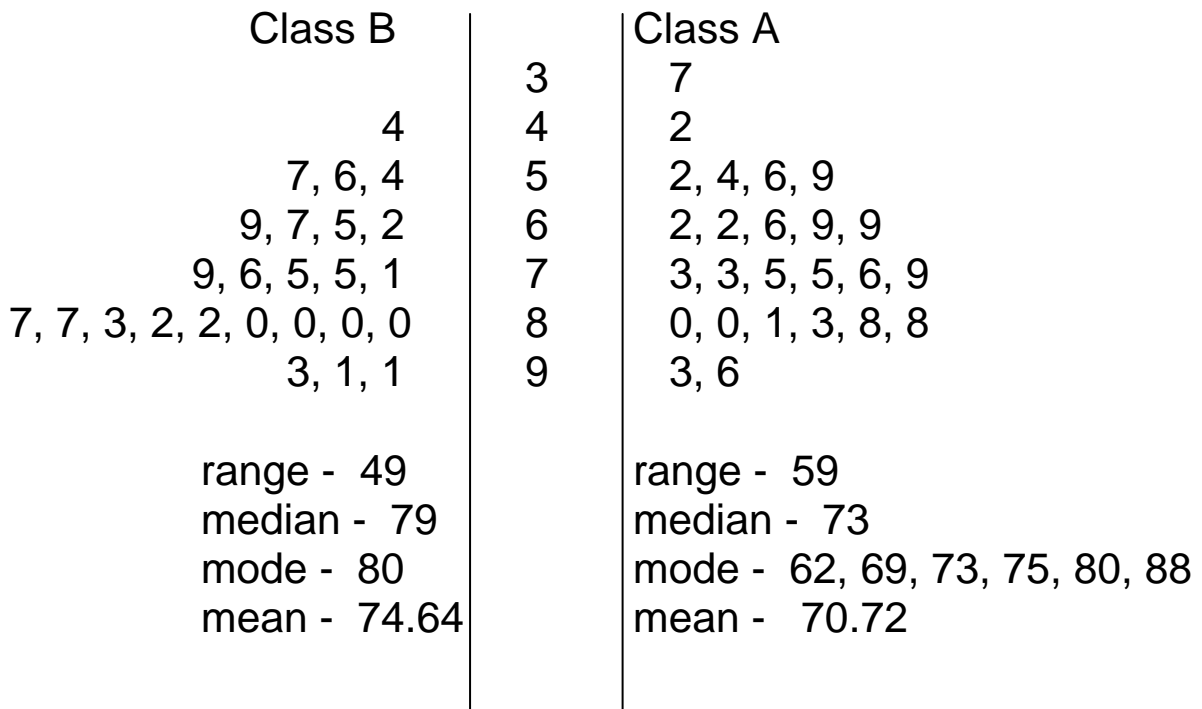 Class B Class A
3 7
4 4 2
7, 6, 4 5 2, 4, 6, 9
9, 7, 5, 2 6 2, 2, 6, 9, 9
9, 6, 5, 5, 1 7 3, 3, 5, 5, 6, 9
7, 7, 3, 2, 2, 0, 0, 0, 0 8 0, 0, 1, 3, 8, 8
3, 1, 1 9 3, 6
range - 49 range - 59
median - 79 median - 73
mode - 80 mode - 62, 69, 73, 75, 80, 88
mean - 74.64 mean - 70.72